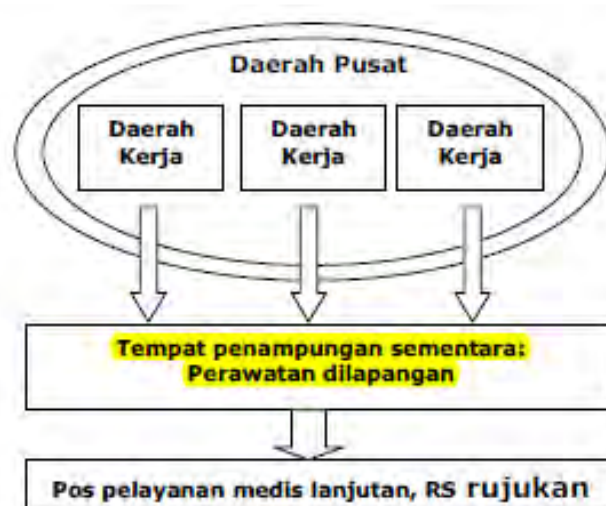 Daerah Pusat
Daerah
Kerja
Daerah
Kerja
Daerah
Kerja
Tempat penampungan sementara:
Perawatan dilapangan
Pos pelayanan medis lanjutan, RS rujukan